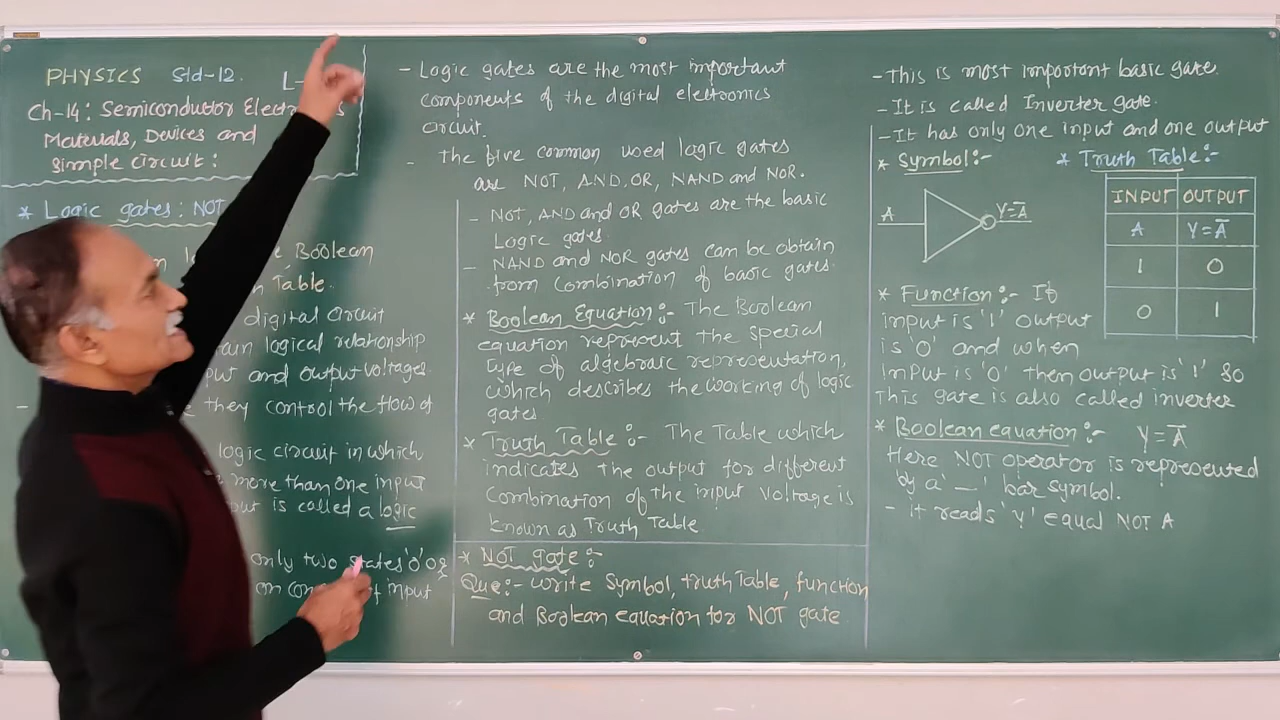 PHYSICS Std-12. L-
Ch-14: Semiconductor
Materials, Devices and
Simple circuit:
* Logic gates: NOT
Boolean
Table.
digital circuit
logical relationship
and output voltages
they control the flow of
logic circuit in which
more than one input
is called a logic
only two states '0' or
of input
- Logic gates are the most important
components of the digital electronics
circuit.
- The five common used logic gates
are NOT, AND, OR, NAND and NOR.
- NOT, AND and OR gates are the basic
Logic gates.
- NAND and NOR gates can be obtain
from combination of basic gates.
* Boolean Equation:- The Boolean
equation represent the special
type of algebraic representation,
which describes the working of logic
gates.
* Truth Table:- The Table which
indicates the output for different
Combination of the input voltage is
known as Truth Table.
* NOT gate:-
Que:- write symbol, truth Table, function
and Boolean equation for NOT gate
- This is most important basic gate.
- It is called Inverter gate.
- It has only one input and one output
* Symbol:-
A Y=A̅
* Truth Table:-
INPUT OUTPUT
A Y=A̅
1 0
0 1
* Function:- If
input is '1' output
is '0' and when
input is '0' then output is '1' so
This gate is also called inverter
* Boolean equation:- Y=A̅
Here NOT operator is represented
by a '—' bar symbol.
- it reads 'Y' equal NOT A